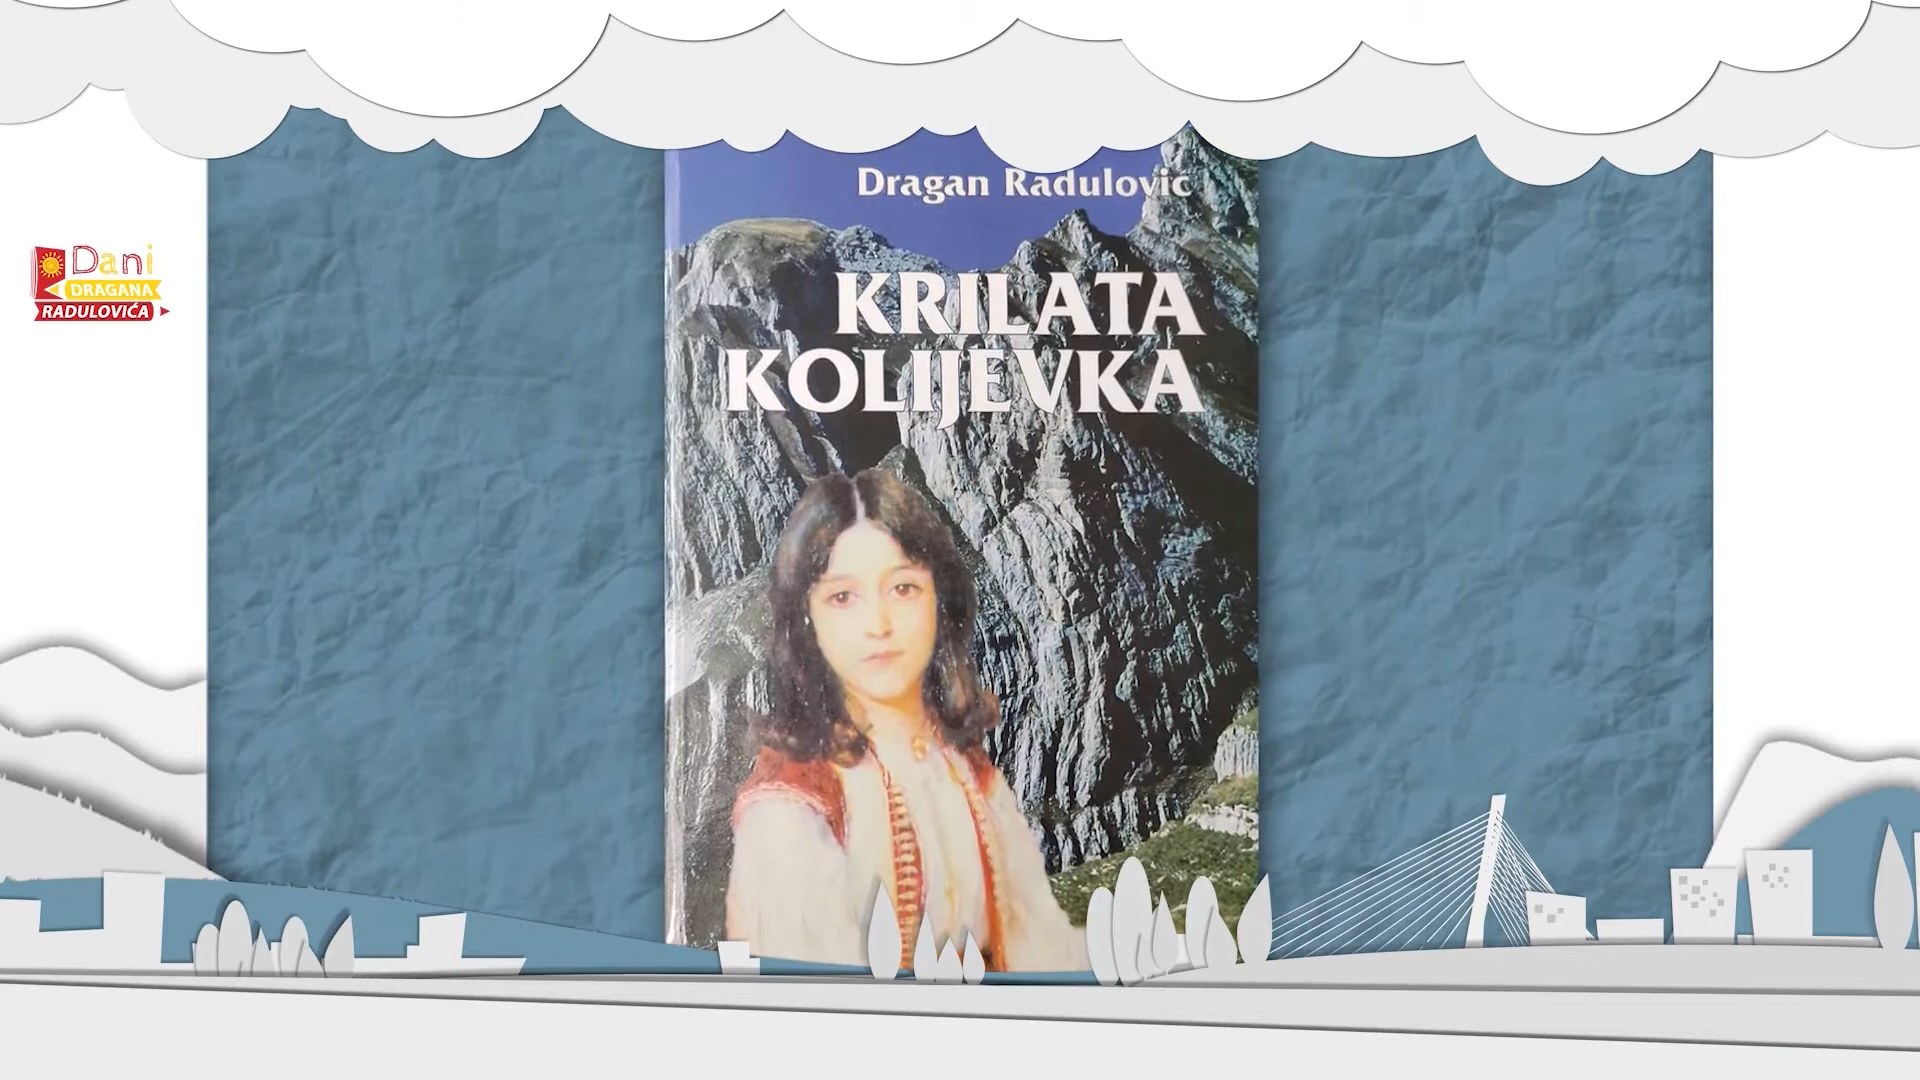 Dragan Radulovic
KRILATA
KOLIJEVKA
Dani
DRAGANA
RADULOVIĆA